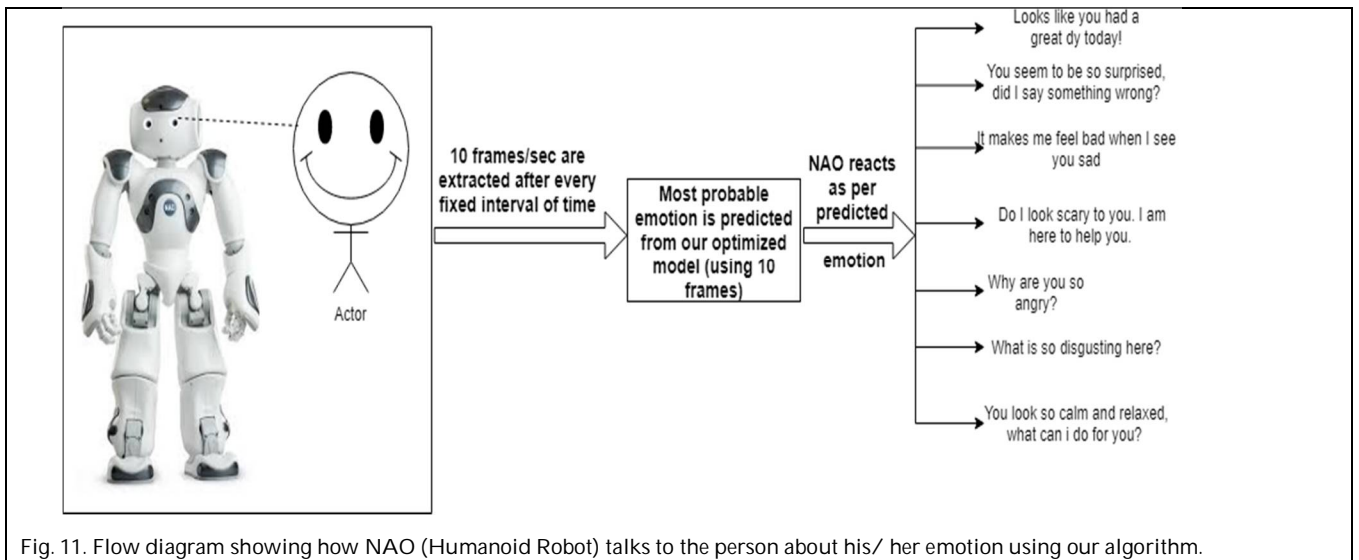 Actor
10 frames/sec are
extracted after every
fixed interval of time
Most probable
emotion is predicted
from our optimized
model (using 10
frames)
NAO reacts
as per
predicted
emotion
Looks like you had a
great dy today!
You seem to be so surprised,
did I say something wrong?
It makes me feel bad when I see
you sad
Do I look scary to you. I am
here to help you.
Why are you so
angry?
What is so disgusting here?
You look so calm and relaxed,
what can i do for you?
Fig. 11. Flow diagram showing how NAO (Humanoid Robot) talks to the person about his/ her emotion using our algorithm.